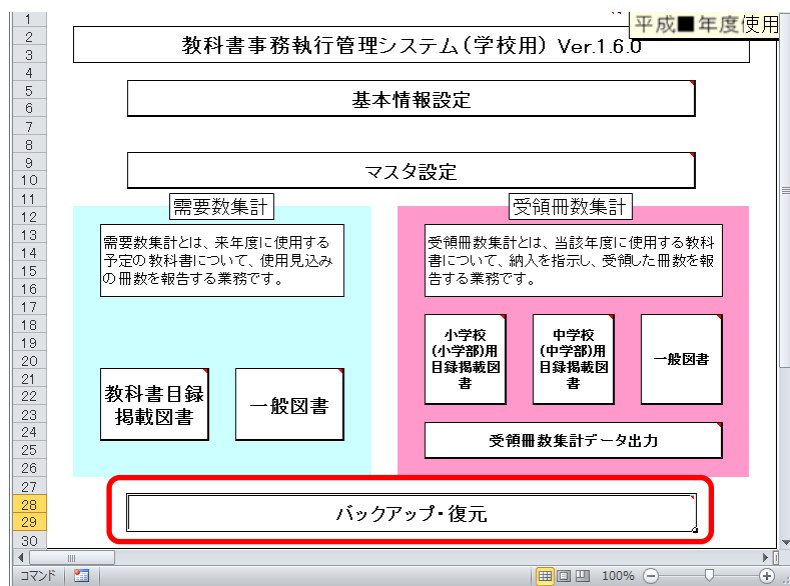 平成■年度使用
教科書事務執行管理システム(学校用) Ver.1.6.0
基本情報設定
マスタ設定
需要数集計
需要数集計とは、来年度に使用する
予定の教科書について、使用見込み
の冊数を報告する業務です。
教科書目録
掲載図書
一般図書
受領冊数集計
受領冊数集計とは、当該年度に使用する教科
書について、納入を指示し、受領した冊数を報
告する業務です。
小学校
(小学部)用
目録掲載図
書
中学校
(中学部)用
目録掲載図
書
一般図書
受領冊数集計データ出力
バックアップ・復元
1
2
3
4
5
6
7
8
9
10
11
12
13
14
15
16
17
18
19
20
21
22
23
24
25
26
27
28
29
30
コマンド
100%